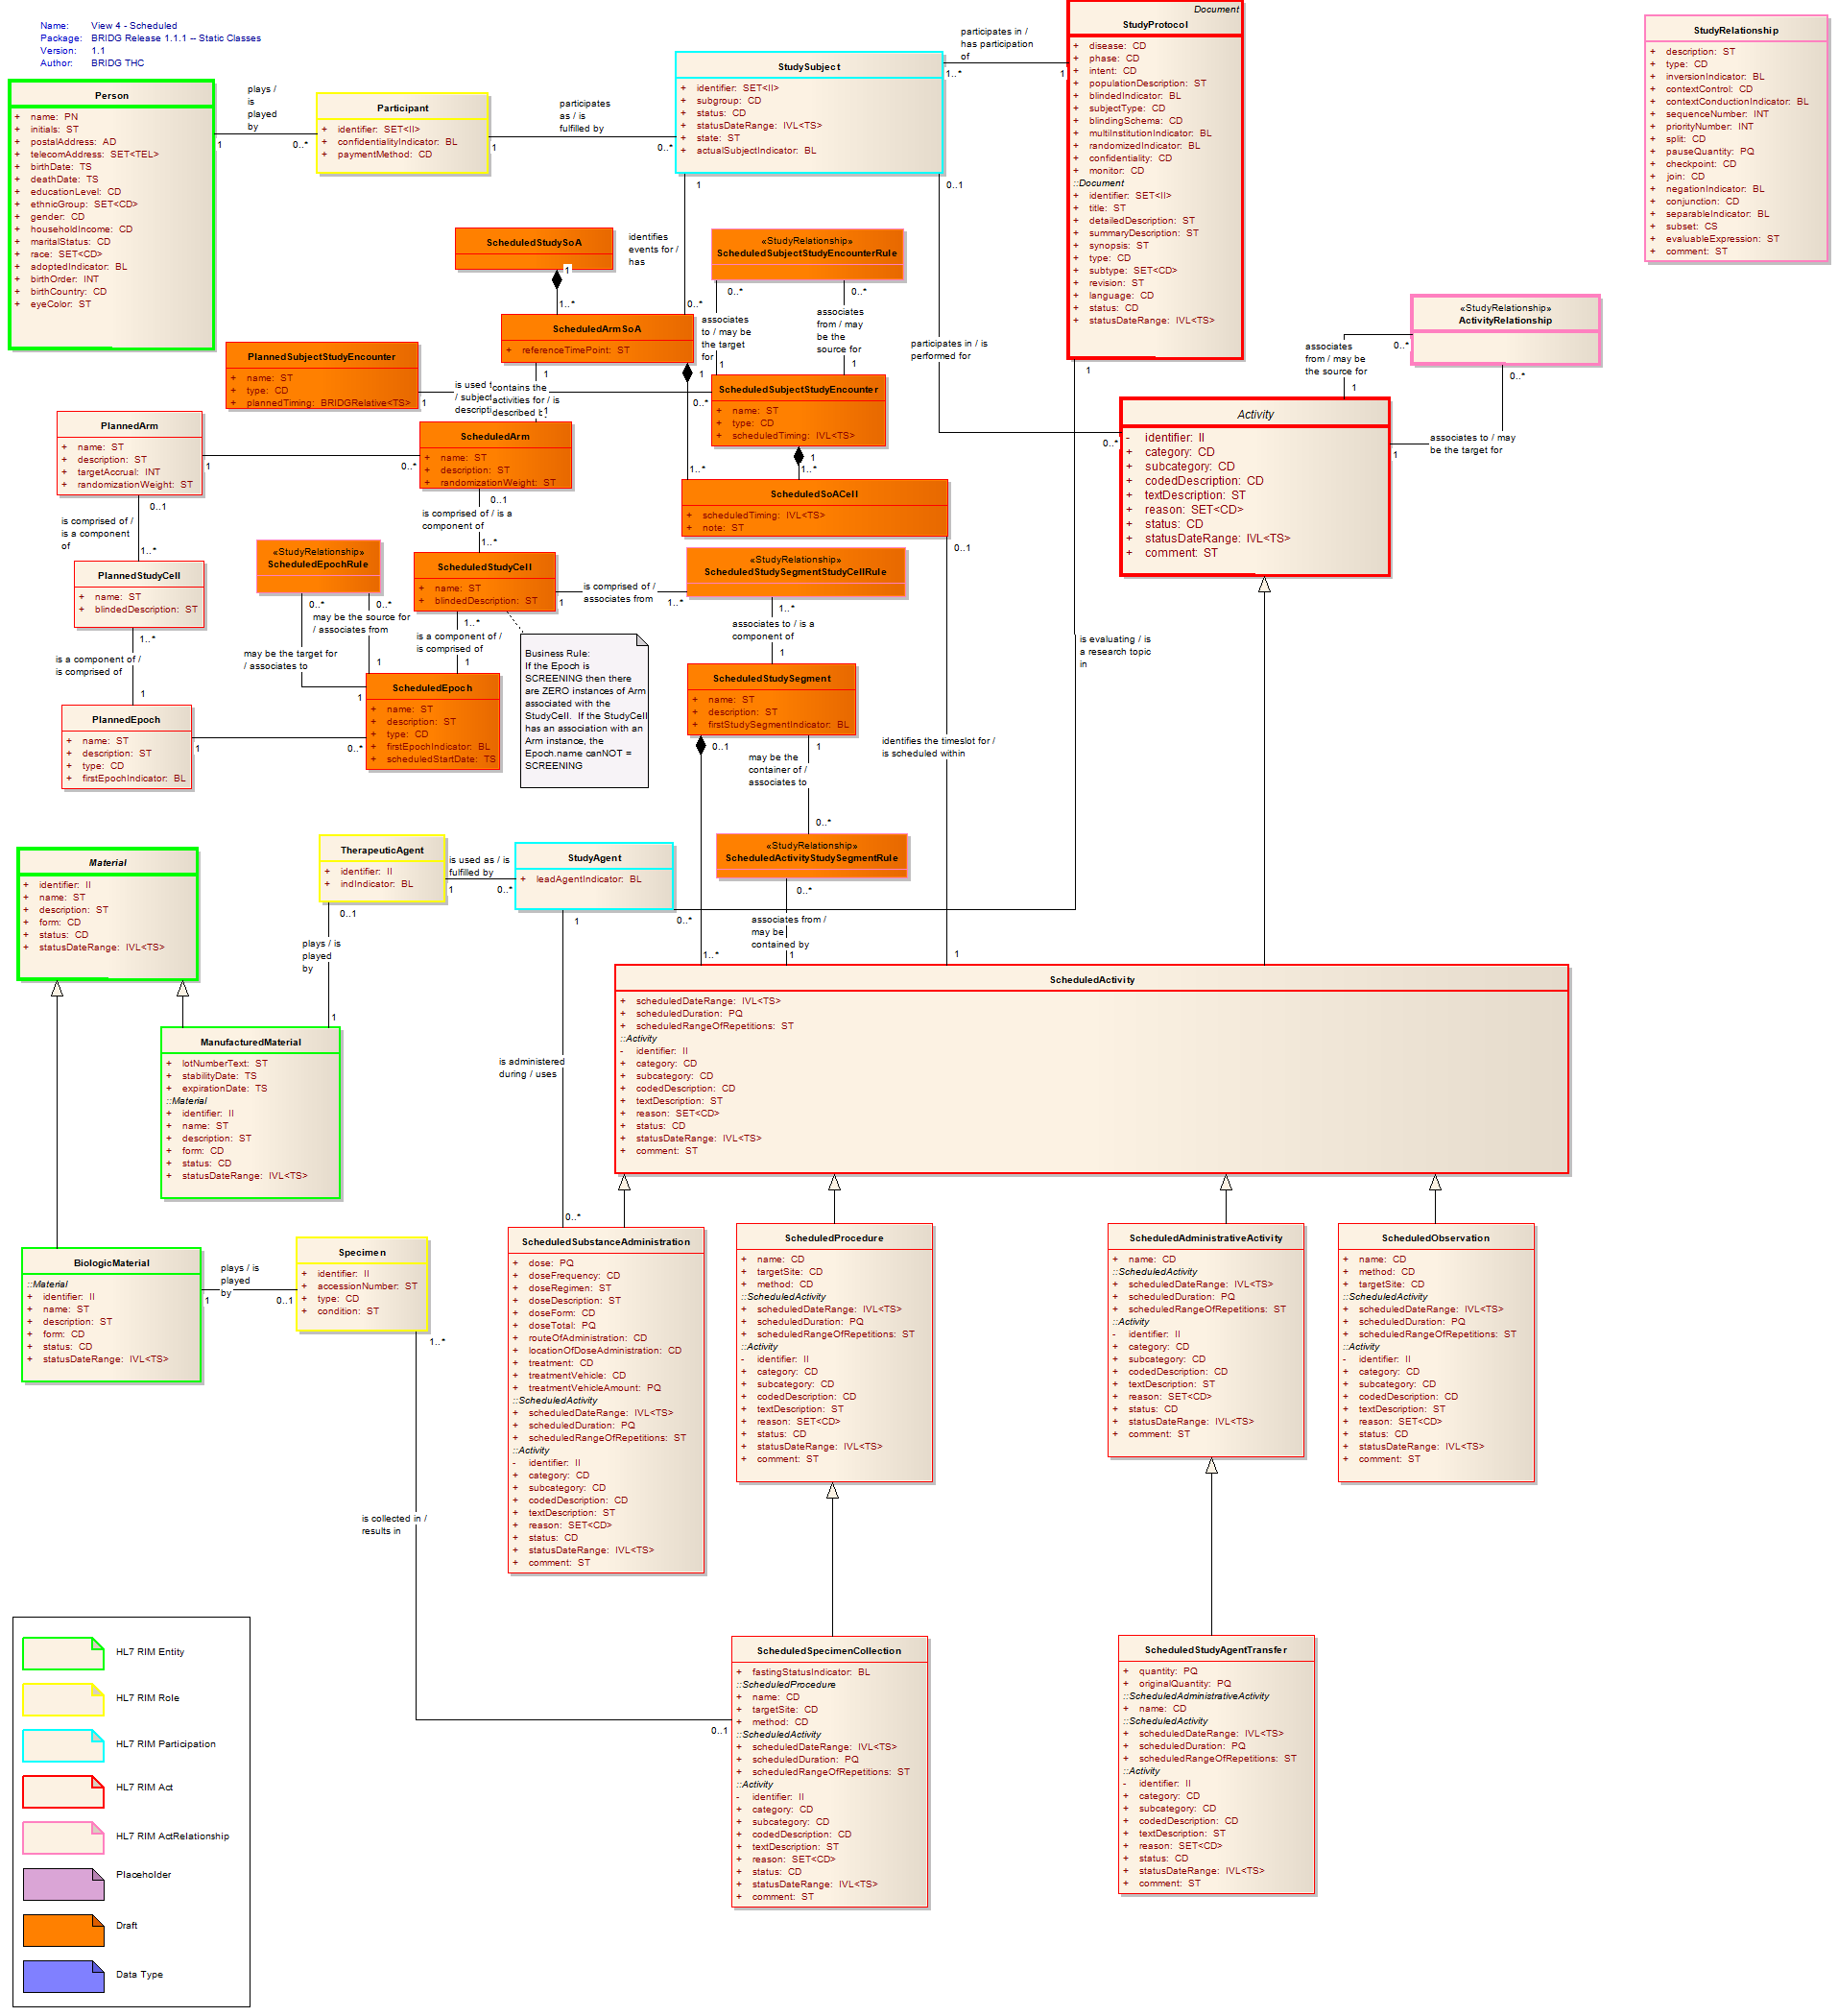 Name: View 4 - Scheduled
Package: BRIDG Release 1.1.1 -- Static Classes
Version: 1.1
Author: BRIDG THC
Person
+ name: PN
+ initials: ST
+ postalAddress: AD
+ telecomAddress: SET<TEL>
+ birthDate: TS
+ deathDate: TS
+ educationLevel: CD
+ ethnicGroup: SET<CD>
+ gender: CD
+ householdIncome: CD
+ maritalStatus: CD
+ race: SET<CD>
+ adoptedIndicator: BL
+ birthOrder: INT
+ birthCountry: CD
+ eyeColor: ST
plays /
is
played
by
1
0..*
Participant
+ identifier: SET<II>
+ confidentialityIndicator: BL
+ paymentMethod: CD
participates
as / is
fulfilled by
1
0..*
StudySubject
+ identifier: SET<II>
+ subgroup: CD
+ status: CD
+ statusDateRange: IVL<TS>
+ state: ST
+ actualSubjectIndicator: BL
participates in /
has participation
of
1..*
1
Document
StudyProtocol
+ disease: CD
+ phase: CD
+ intent: CD
+ populationDescription: ST
+ blindedIndicator: BL
+ subjectType: CD
+ blindingSchema: CD
+ multiInstitutionIndicator: BL
+ randomizedIndicator: BL
+ confidentiality: CD
+ monitor: CD
::Document
+ identifier: SET<II>
+ title: ST
+ detailedDescription: ST
+ summaryDescription: ST
+ synopsis: ST
+ type: CD
+ subtype: SET<CD>
+ revision: ST
+ language: CD
+ status: CD
+ statusDateRange: IVL<TS>
StudyRelationship
+ description: ST
+ type: CD
+ inversionIndicator: BL
+ contextControl: CD
+ contextConductionIndicator: BL
+ sequenceNumber: INT
+ priorityNumber: INT
+ split: CD
+ pauseQuantity: PQ
+ checkpoint: CD
+ join: CD
+ negationIndicator: BL
+ conjunction: CD
+ separableIndicator: BL
+ subset: CS
+ evaluableExpression: ST
+ comment: ST
1
identifies
events for /
has
0..*
0..1
participates in / is
performed for
0..*
ScheduledStudySoA
1
1..*
ScheduledArmSoA
+ referenceTimePoint: ST
1
1
1..*
«StudyRelationship»
ScheduledSubjectStudyEncounterRule
0..*
0..*
associates
to / may be
the target
for
1
associates
from / may
be the
source for
1
«StudyRelationship»
ActivityRelationship
associates
from / may be
the source for
0..*
1
0..*
associates to / may
be the target for
1
PlannedSubjectStudyEncounter
+ name: ST
+ type: CD
+ plannedTiming: BRIDGRelative<TS>
1
is used
/ subject
descripti
contains the
activities for / is
described by
1
0..*
ScheduledSubjectStudyEncounter
+ name: ST
+ type: CD
+ scheduledTiming: IVL<TS>
1
1..*
Activity
- identifier: II
+ category: CD
+ subcategory: CD
+ codedDescription: CD
+ textDescription: ST
+ reason: SET<CD>
+ status: CD
+ statusDateRange: IVL<TS>
+ comment: ST
PlannedArm
+ name: ST
+ description: ST
+ targetAccrual: INT
+ randomizationWeight: ST
1
0..*
ScheduledArm
+ name: ST
+ description: ST
+ randomizationWeight: ST
0..1
is comprised of / is a
component of
1..*
ScheduledSoACell
+ scheduledTiming: IVL<TS>
+ note: ST
0..1
0..1
is comprised of /
is a component
of
1..*
PlannedStudyCell
+ name: ST
+ blindedDescription: ST
1..*
is a component of /
is comprised of
1
«StudyRelationship»
ScheduledEpochRule
0..*
0..*
may be the source for
/ associates from
1
may be the target for
/ associates to
1
ScheduledStudyCell
+ name: ST
+ blindedDescription: ST
1
is comprised of /
associates from
1..*
«StudyRelationship»
ScheduledStudySegmentStudyCellRule
1..*
associates to / is a
component of
1
1..*
is a component of /
is comprised of
1
Business Rule:
If the Epoch is
SCREENING then there
are ZERO instances of Arm
associated with the
StudyCell. If the StudyCell
has an association with an
Arm instance, the
Epoch.name canNOT =
SCREENING
PlannedEpoch
+ name: ST
+ description: ST
+ type: CD
+ firstEpochIndicator: BL
1
0..*
ScheduledEpoch
+ name: ST
+ description: ST
+ type: CD
+ firstEpochIndicator: BL
+ scheduledStartDate: TS
ScheduledStudySegment
+ name: ST
+ description: ST
+ firstStudySegmentIndicator: BL
0..1
1
may be the
container of /
associates to
0..*
identifies the timeslot for /
is scheduled within
1
1
is evaluating / is
a research topic
in
0..*
«StudyRelationship»
ScheduledActivityStudySegmentRule
0..*
associates from /
may be
contained by
1
1..*
Material
+ identifier: II
+ name: ST
+ description: ST
+ form: CD
+ status: CD
+ statusDateRange: IVL<TS>
TherapeuticAgent
+ identifier: II
+ indIndicator: BL
is used as / is
fulfilled by
1
0..*
StudyAgent
+ leadAgentIndicator: BL
0..1
plays / is
played
by
1
1
is administered
during / uses
0..*
ManufacturedMaterial
+ lotNumberText: ST
+ stabilityDate: TS
+ expirationDate: TS
::Material
+ identifier: II
+ name: ST
+ description: ST
+ form: CD
+ status: CD
+ statusDateRange: IVL<TS>
ScheduledActivity
+ scheduledDateRange: IVL<TS>
+ scheduledDuration: PQ
+ scheduledRangeOfRepetitions: ST
::Activity
- identifier: II
+ category: CD
+ subcategory: CD
+ codedDescription: CD
+ textDescription: ST
+ reason: SET<CD>
+ status: CD
+ statusDateRange: IVL<TS>
+ comment: ST
BiologicMaterial
::Material
+ identifier: II
+ name: ST
+ description: ST
+ form: CD
+ status: CD
+ statusDateRange: IVL<TS>
plays / is
played
by
1
0..1
Specimen
+ identifier: II
+ accessionNumber: ST
+ type: CD
+ condition: ST
1..*
is collected in /
results in
0..1
ScheduledSubstanceAdministration
+ dose: PQ
+ doseFrequency: CD
+ doseRegimen: ST
+ doseDescription: ST
+ doseForm: CD
+ doseTotal: PQ
+ routeOfAdministration: CD
+ locationOfDoseAdministration: CD
+ treatment: CD
+ treatmentVehicle: CD
+ treatmentVehicleAmount: PQ
::ScheduledActivity
+ scheduledDateRange: IVL<TS>
+ scheduledDuration: PQ
+ scheduledRangeOfRepetitions: ST
::Activity
- identifier: II
+ category: CD
+ subcategory: CD
+ codedDescription: CD
+ textDescription: ST
+ reason: SET<CD>
+ status: CD
+ statusDateRange: IVL<TS>
+ comment: ST
ScheduledProcedure
+ name: CD
+ targetSite: CD
+ method: CD
::ScheduledActivity
+ scheduledDateRange: IVL<TS>
+ scheduledDuration: PQ
+ scheduledRangeOfRepetitions: ST
::Activity
- identifier: II
+ category: CD
+ subcategory: CD
+ codedDescription: CD
+ textDescription: ST
+ reason: SET<CD>
+ status: CD
+ statusDateRange: IVL<TS>
+ comment: ST
ScheduledAdministrativeActivity
+ name: CD
::ScheduledActivity
+ scheduledDateRange: IVL<TS>
+ scheduledDuration: PQ
+ scheduledRangeOfRepetitions: ST
::Activity
- identifier: II
+ category: CD
+ subcategory: CD
+ codedDescription: CD
+ textDescription: ST
+ reason: SET<CD>
+ status: CD
+ statusDateRange: IVL<TS>
+ comment: ST
ScheduledObservation
+ name: CD
+ method: CD
+ targetSite: CD
::ScheduledActivity
+ scheduledDateRange: IVL<TS>
+ scheduledDuration: PQ
+ scheduledRangeOfRepetitions: ST
::Activity
- identifier: II
+ category: CD
+ subcategory: CD
+ codedDescription: CD
+ textDescription: ST
+ reason: SET<CD>
+ status: CD
+ statusDateRange: IVL<TS>
+ comment: ST
ScheduledSpecimenCollection
+ fastingStatusIndicator: BL
::ScheduledProcedure
+ name: CD
+ targetSite: CD
+ method: CD
::ScheduledActivity
+ scheduledDateRange: IVL<TS>
+ scheduledDuration: PQ
+ scheduledRangeOfRepetitions: ST
::Activity
- identifier: II
+ category: CD
+ subcategory: CD
+ codedDescription: CD
+ textDescription: ST
+ reason: SET<CD>
+ status: CD
+ statusDateRange: IVL<TS>
+ comment: ST
ScheduledStudyAgentTransfer
+ quantity: PQ
+ originalQuantity: PQ
::ScheduledAdministrativeActivity
+ name: CD
::ScheduledActivity
+ scheduledDateRange: IVL<TS>
+ scheduledDuration: PQ
+ scheduledRangeOfRepetitions: ST
::Activity
- identifier: II
+ category: CD
+ subcategory: CD
+ codedDescription: CD
+ textDescription: ST
+ reason: SET<CD>
+ status: CD
+ statusDateRange: IVL<TS>
+ comment: ST
HL7 RIM Entity
HL7 RIM Role
HL7 RIM Participation
HL7 RIM Act
HL7 RIM ActRelationship
Placeholder
Draft
Data Type